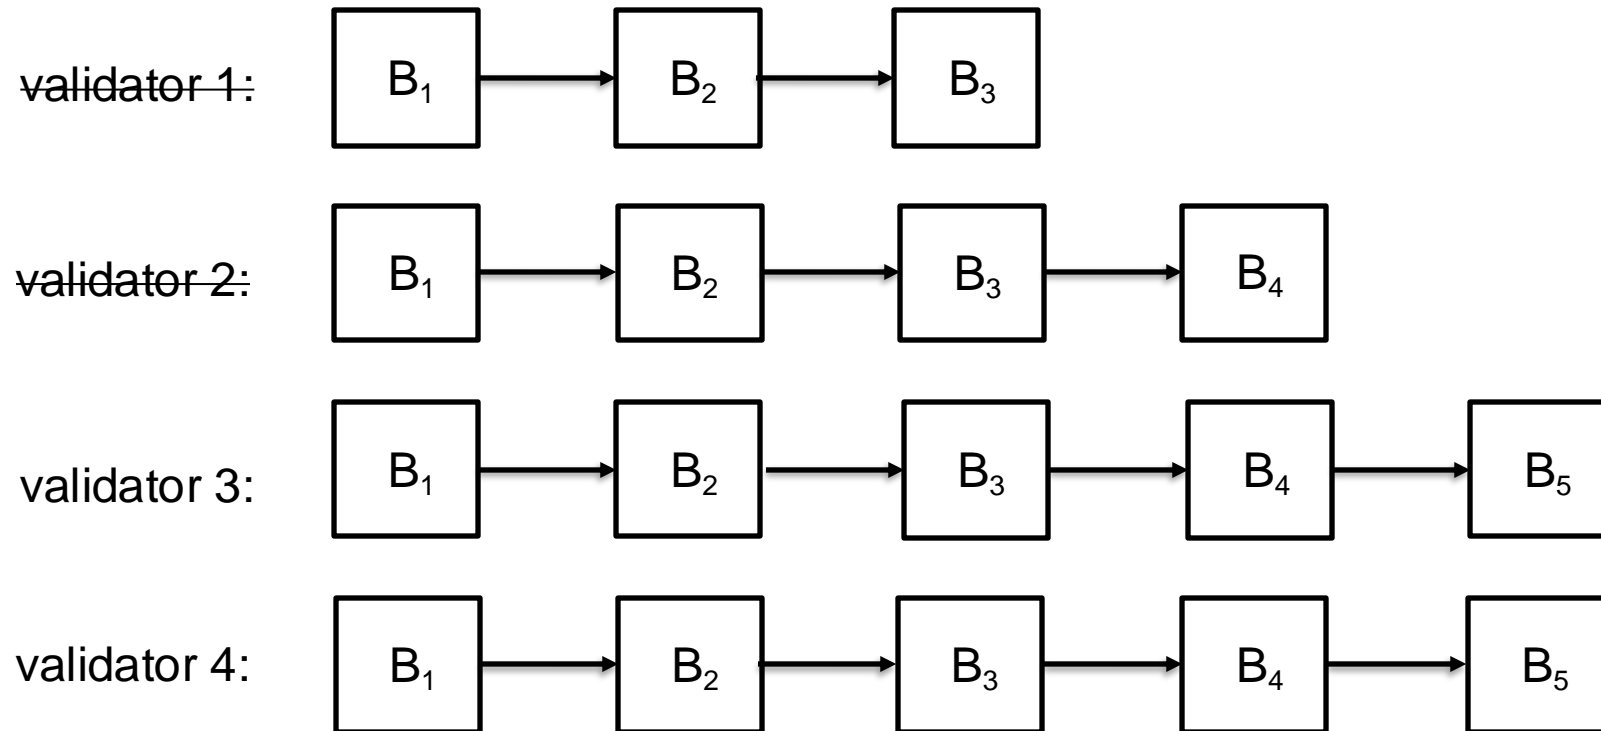 validator 1: B₁ B₂ B₃
validator 2: B₁ B₂ B₃ B₄
validator 3: B₁ B₂ B₃ B₄ B₅
validator 4: B₁ B₂ B₃ B₄ B₅